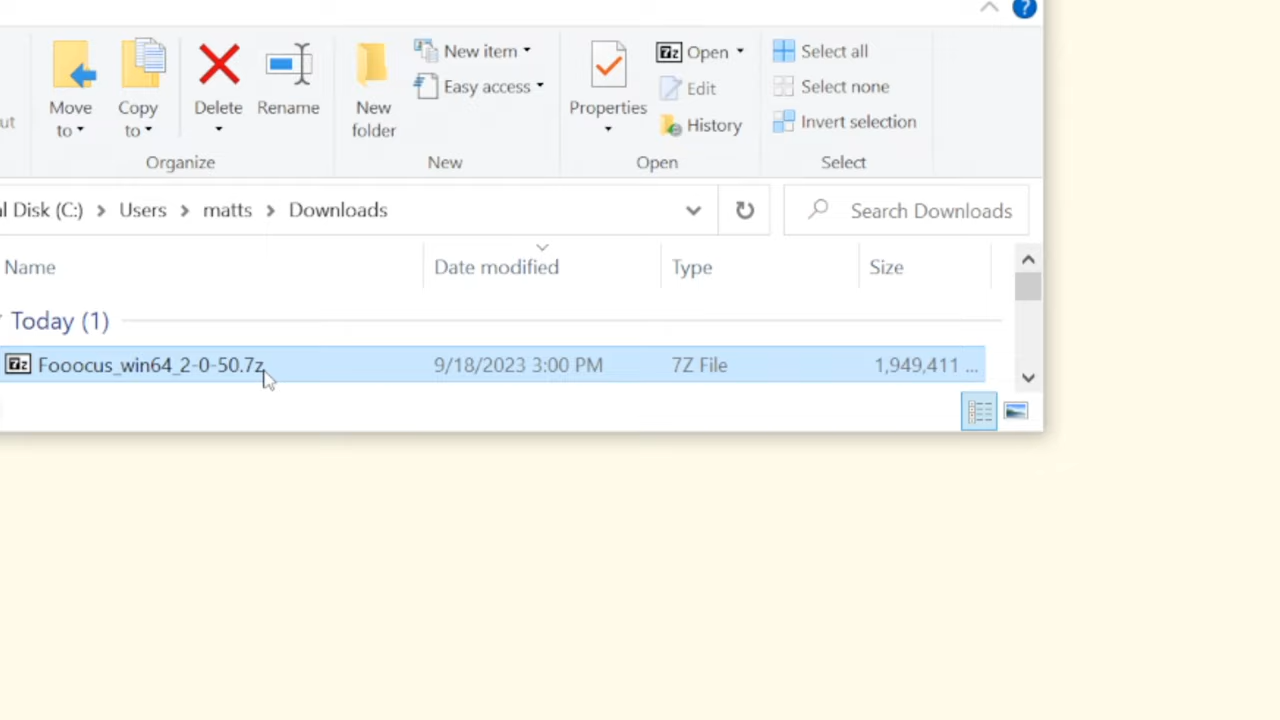 ?
ut
Move to
Copy to
Delete
Rename
New folder
New item
Easy access
Properties
Open
Edit
History
Select all
Select none
Invert selection
Organize
New
Open
Select
l Disk (C:) > Users > matts > Downloads
Search Downloads
Name Date modified Type Size
Today (1)
7z Fooocus_win64_2-0-50.7z 9/18/2023 3:00 PM 7Z File 1,949,411 ...